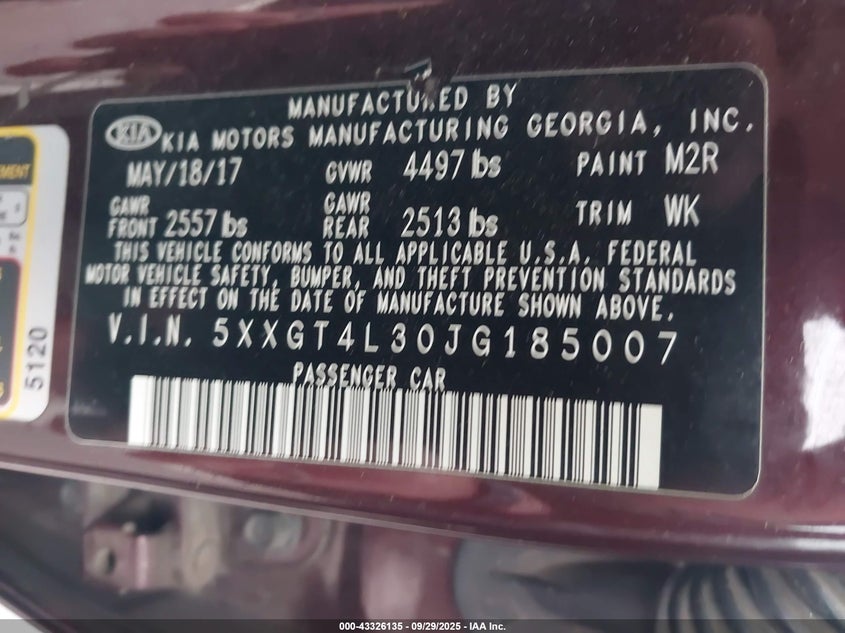 MANUFACTURED BY
KIA KIA MOTORS MANUFACTURING GEORGIA, INC.
MAY/18/17 GVWR 4497 lbs PAINT M2R
GAWR FRONT 2557 lbs GAWR REAR 2513 lbs TRIM WK
THIS VEHICLE CONFORMS TO ALL APPLICABLE U.S.A. FEDERAL
MOTOR VEHICLE SAFETY, BUMPER, AND THEFT PREVENTION STANDARDS
IN EFFECT ON THE DATE OF MANUFACTURE SHOWN ABOVE.
V.I.N. 5XXGT4L30JG185007
PASSENGER CAR
5120
000-43326135 - 09/29/2025 - IAA Inc.